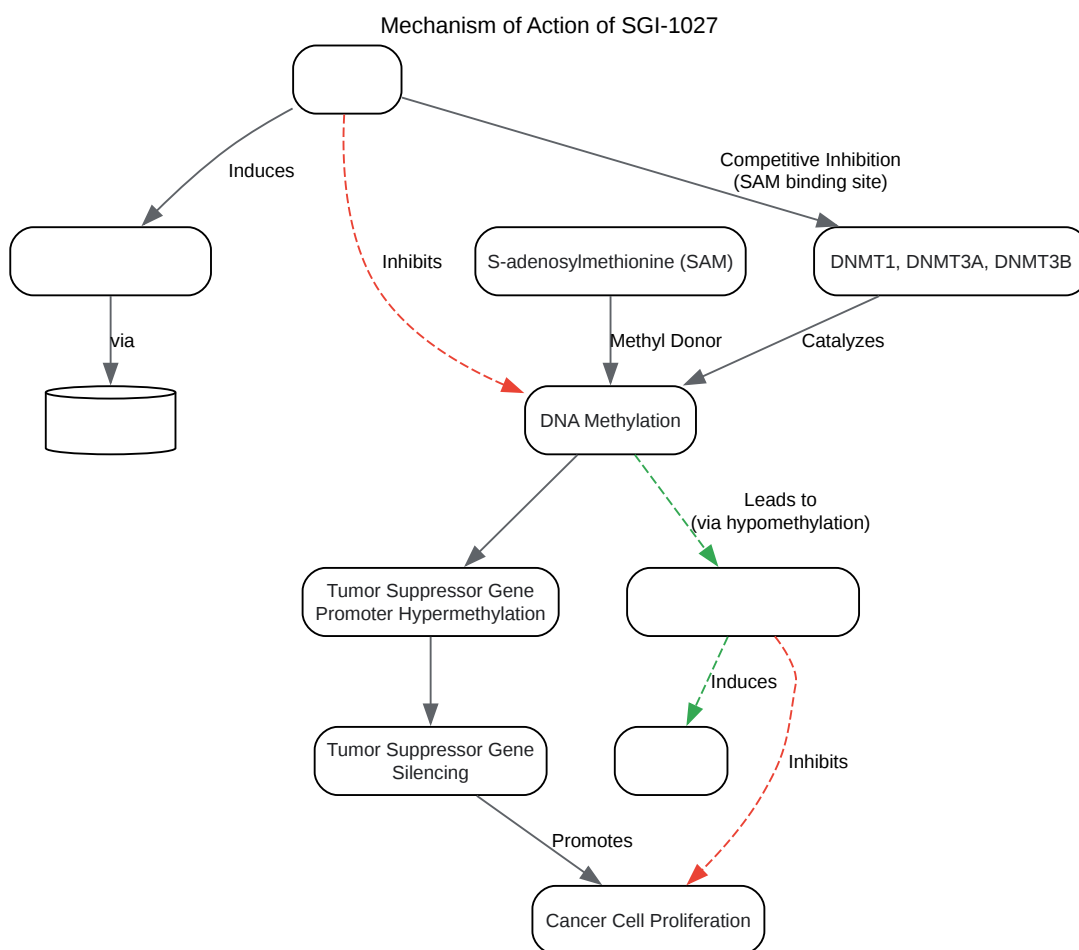 Mechanism of Action of SGI-1027
Competitive Inhibition
(SAM binding site)
Induces
Inhibits
S-adenosylmethionine (SAM)
DNMT1, DNMT3A, DNMT3B
via
Methyl Donor
Catalyzes
DNA Methylation
Leads to
(via hypomethylation)
Tumor Suppressor Gene
Promoter Hypermethylation
Induces
Tumor Suppressor Gene
Silencing
Inhibits
Promotes
Cancer Cell Proliferation